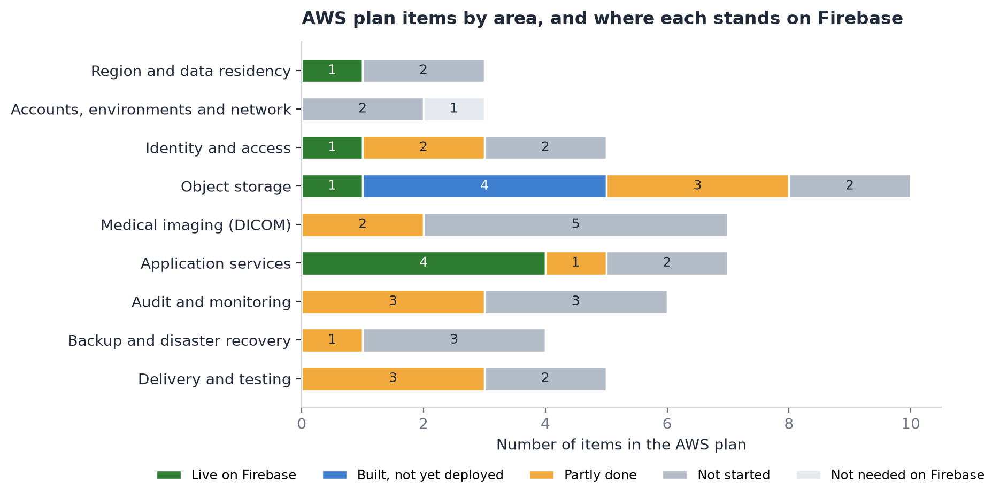 AWS plan items by area, and where each stands on Firebase
Region and data residency 1 2
Accounts, environments and network 2 1
Identity and access 1 2 2
Object storage 1 4 3 2
Medical imaging (DICOM) 2 5
Application services 4 1 2
Audit and monitoring 3 3
Backup and disaster recovery 1 3
Delivery and testing 3 2
0 2 4 6 8 10
Number of items in the AWS plan
Live on Firebase Built, not yet deployed Partly done Not started Not needed on Firebase